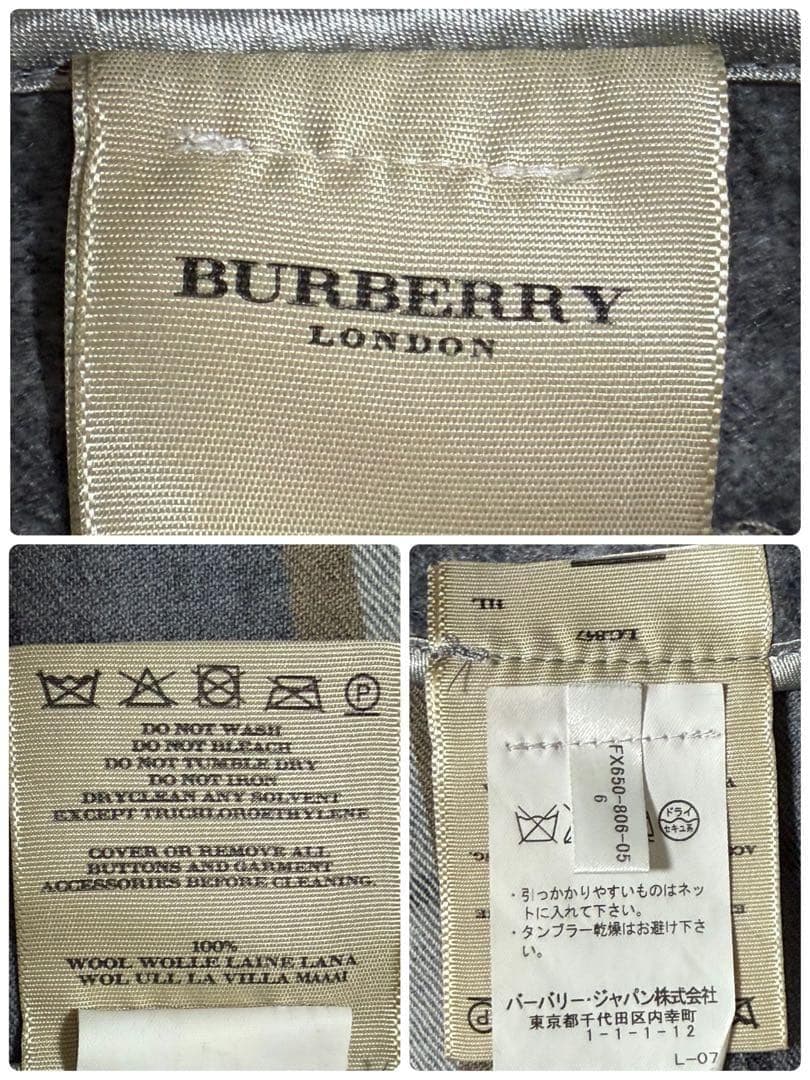 BURBERRY
LONDON
DO NOT WASH
DO NOT BLEACH
DO NOT TUMBLE DRY
DO NOT IRON
DRYCLEAN ANY SOLVENT
EXCEPT TRICHLOROETHYLENE
COVER OR REMOVE ALL
BUTTONS AND GARMENT
ACCESSORIES BEFORE CLEANING.
100%
WOOL WOLLE LAINE LANA
WOL ULL LA VILLA MAAAI
P
HL
LC847
FX650-806-05
6
ドライ
セキユ系
・引っかかりやすいものはネッ
トに入れて下さい。
・タンブラー乾燥はお避け下さ
い。
バーバリー・ジャパン株式会社
東京都千代田区内幸町
1-1-1-12
L-07
P